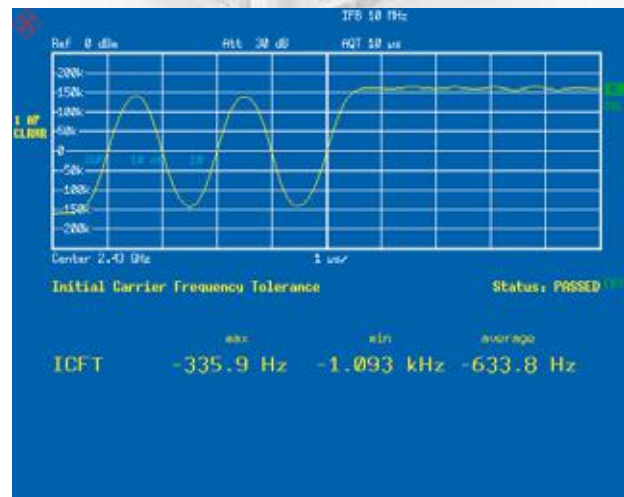 IFB 10 MHz
Ref 0 dBm Att 30 dB AQT 10 µs
200k
150k
1 AP
CLRWR
50k
0
-50k
-100k
-150k
-200k
Center 2.43 GHz 1 µs/
Initial Carrier Frequency Tolerance Status: PASSED
max min average
ICFT -335.9 Hz -1.093 kHz -633.8 Hz